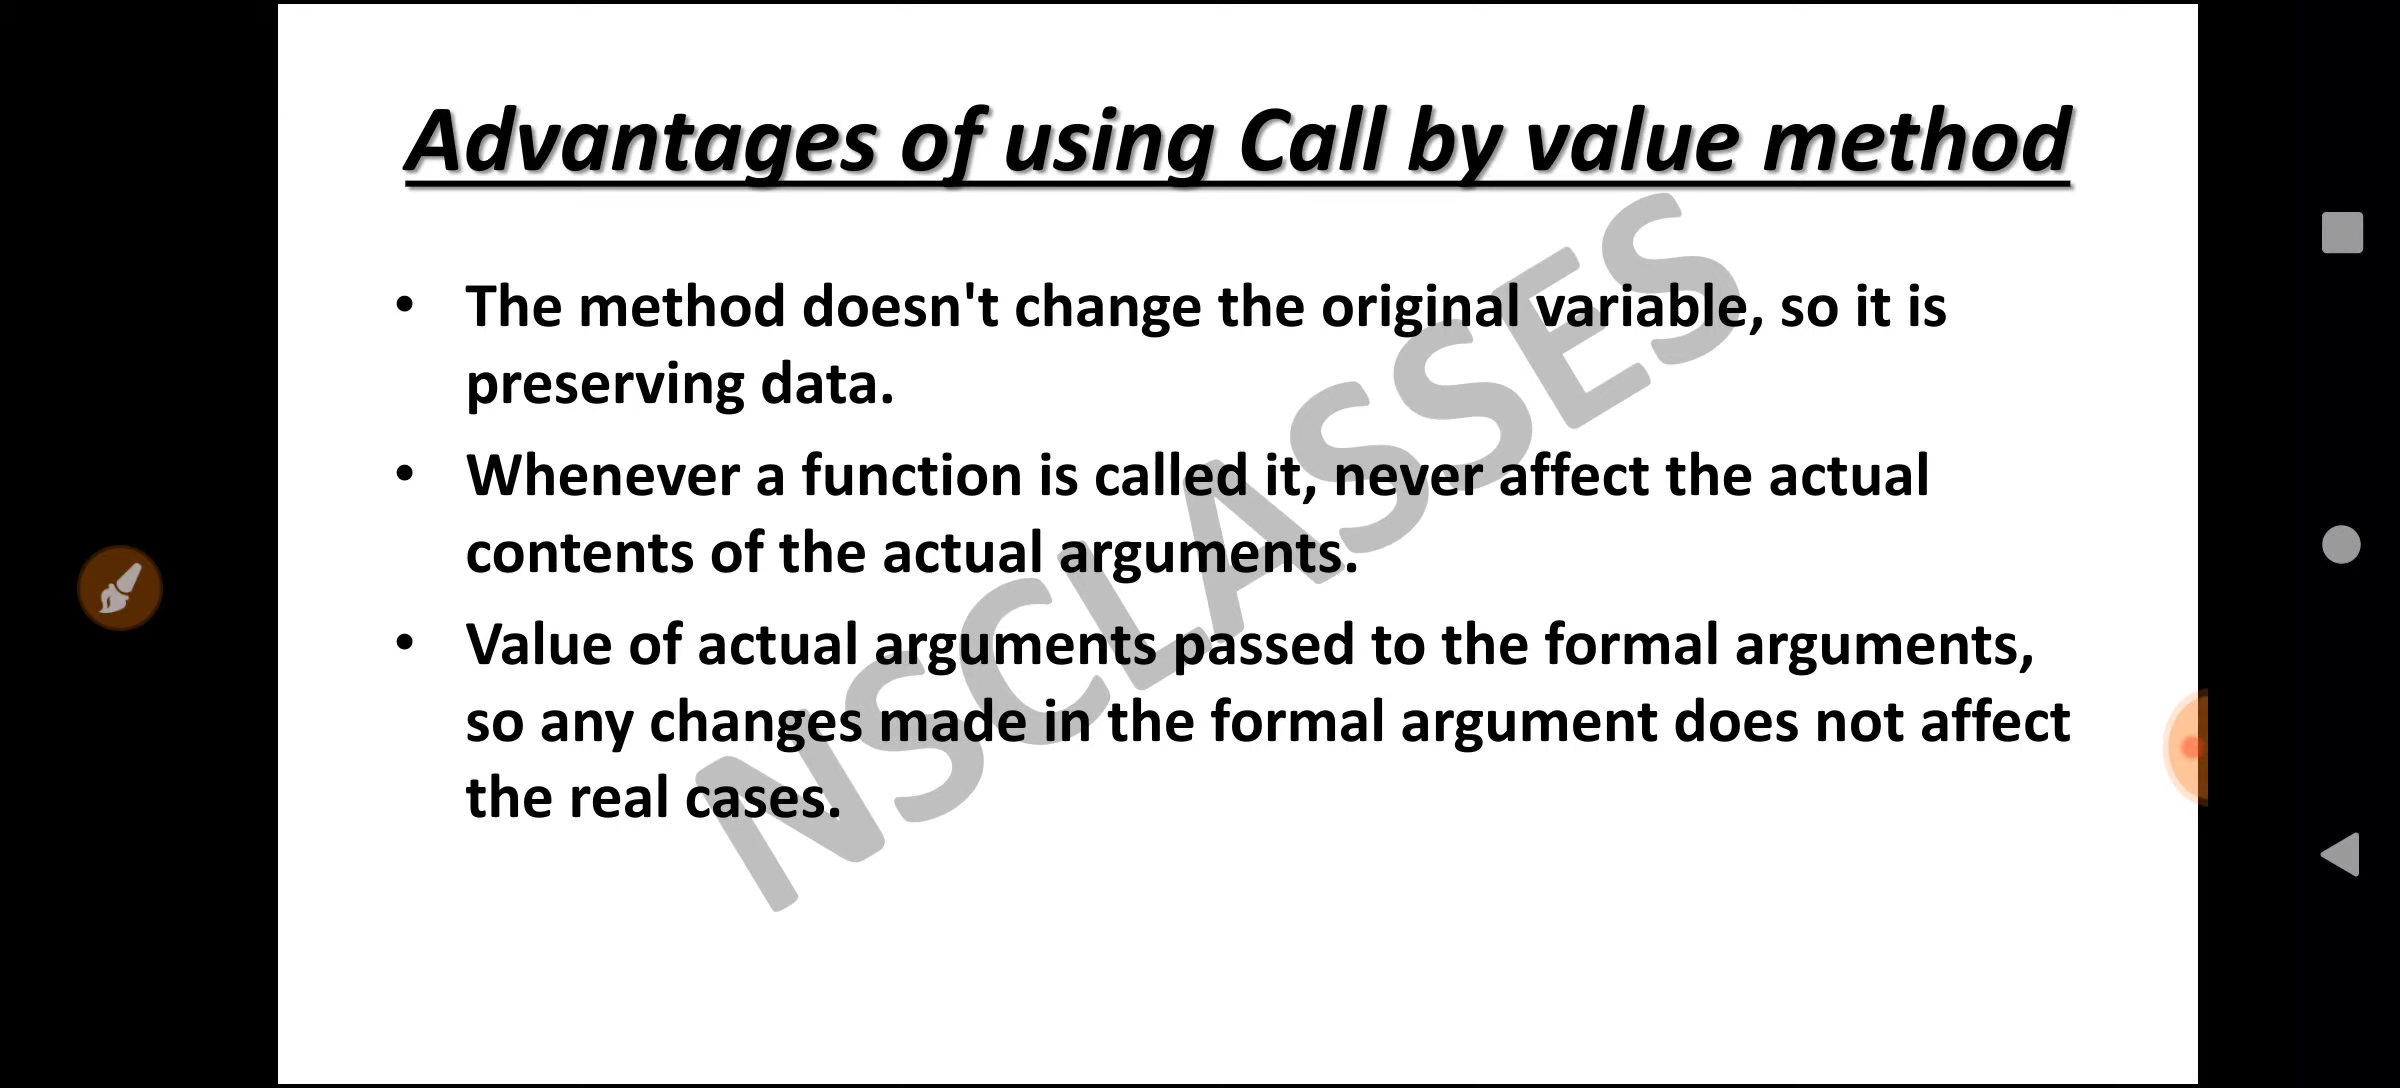 Advantages of using Call by value method
• The method doesn't change the original variable, so it is
preserving data.
• Whenever a function is called it, never affect the actual
contents of the actual arguments.
• Value of actual arguments passed to the formal arguments,
so any changes made in the formal argument does not affect
the real cases.
NSCLASSES